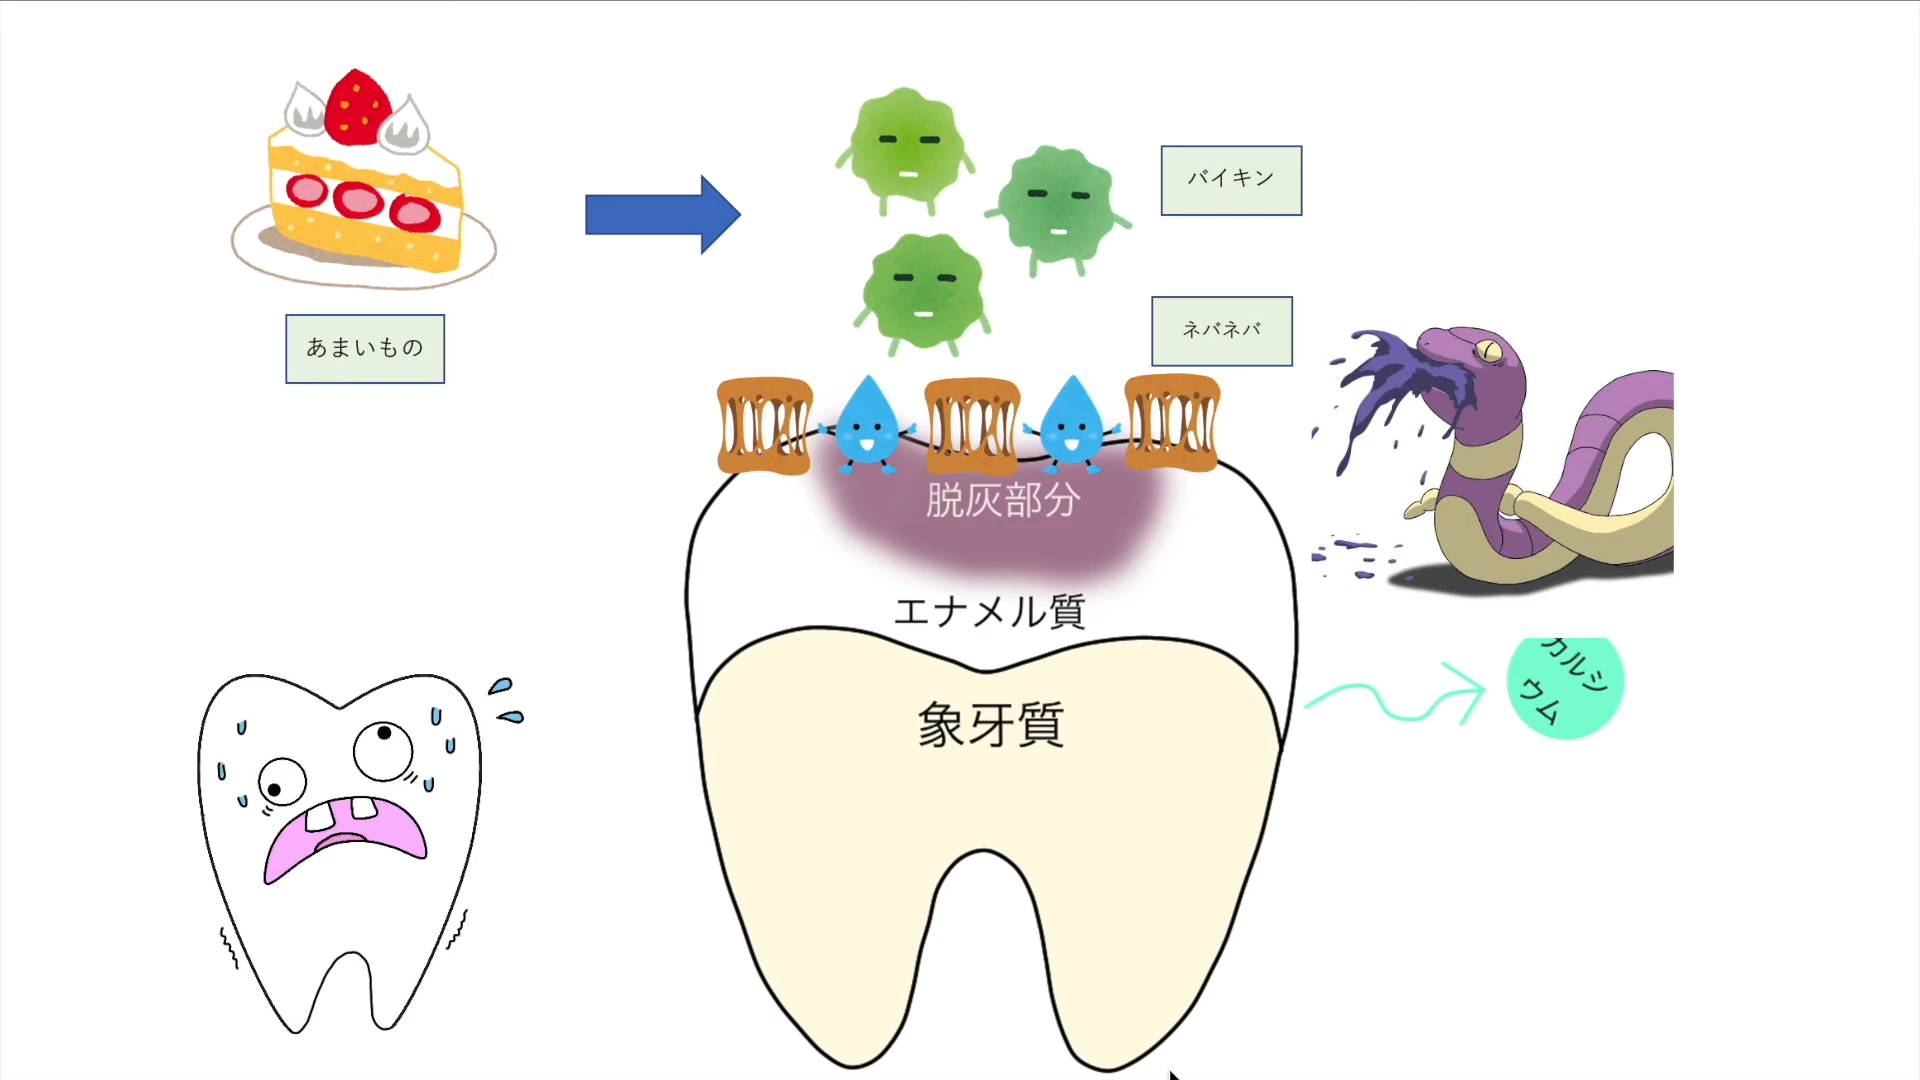 バイキン
ネバネバ
あまいもの
脱灰部分
エナメル質
象牙質
カルシ
ウム